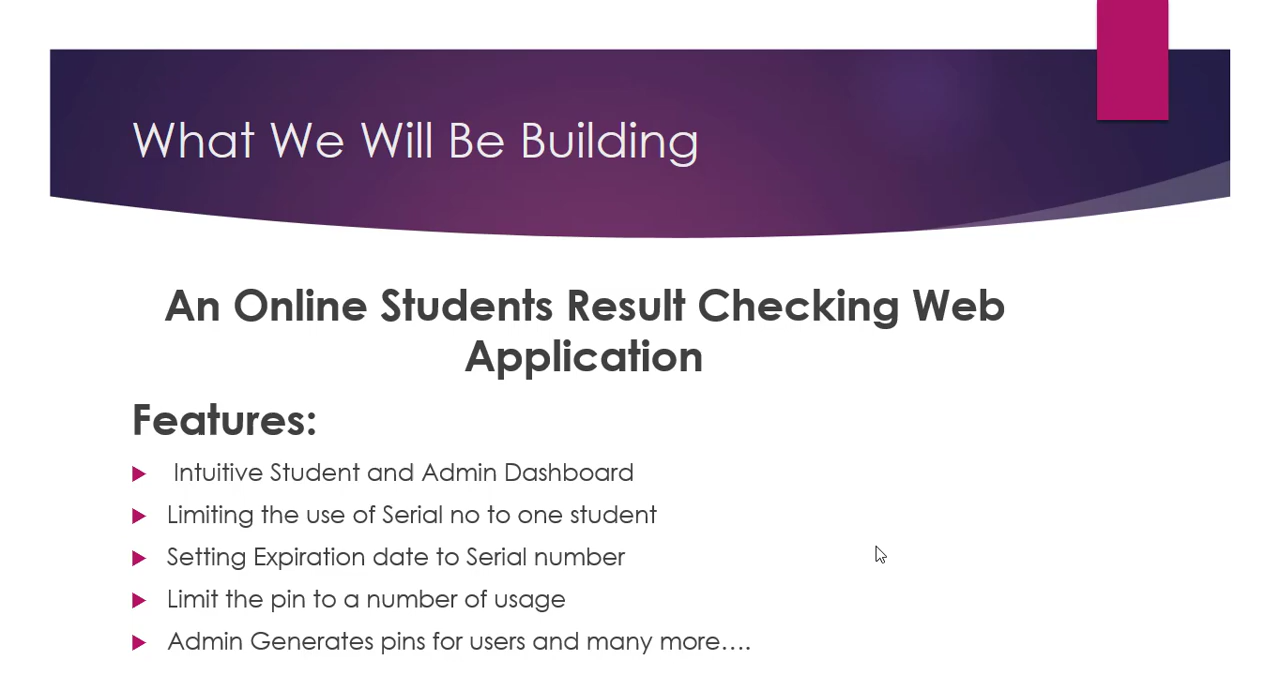 What We Will Be Building
An Online Students Result Checking Web
Application
Features:
Intuitive Student and Admin Dashboard
Limiting the use of Serial no to one student
Setting Expiration date to Serial number
Limit the pin to a number of usage
Admin Generates pins for users and many more....